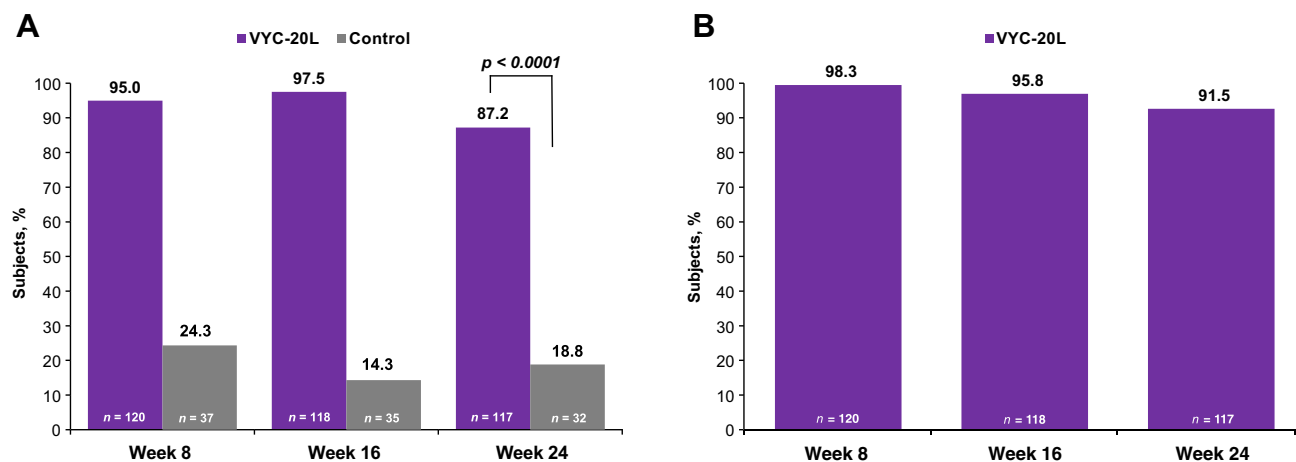 A
VYC-20L Control
p < 0.0001
Subjects, %
100
90
80
70
60
50
40
30
20
10
0
95.0
97.5
87.2
24.3
14.3
18.8
n = 120
n = 37
n = 118
n = 35
n = 117
n = 32
Week 8
Week 16
Week 24
B
VYC-20L
Subjects, %
100
90
80
70
60
50
40
30
20
10
0
98.3
95.8
91.5
n = 120
n = 118
n = 117
Week 8
Week 16
Week 24